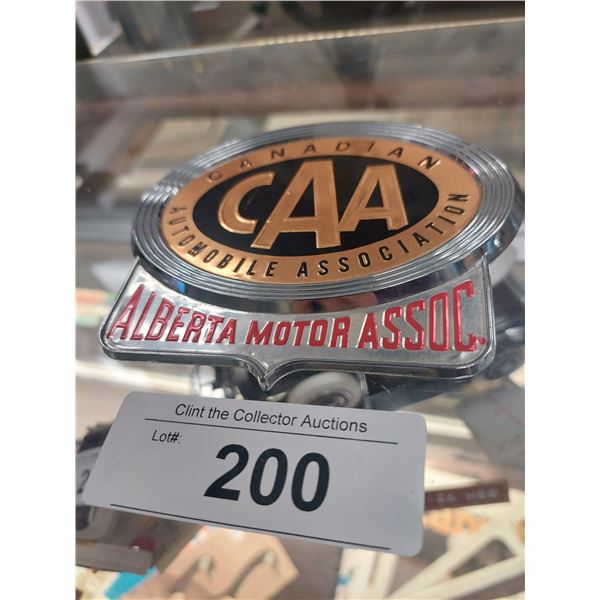 CANADIAN
CAA
AUTOMOBILE ASSOCIATION
ALBERTA MOTOR ASSOC.
Clint the Collector Auctions
Lot#:
200